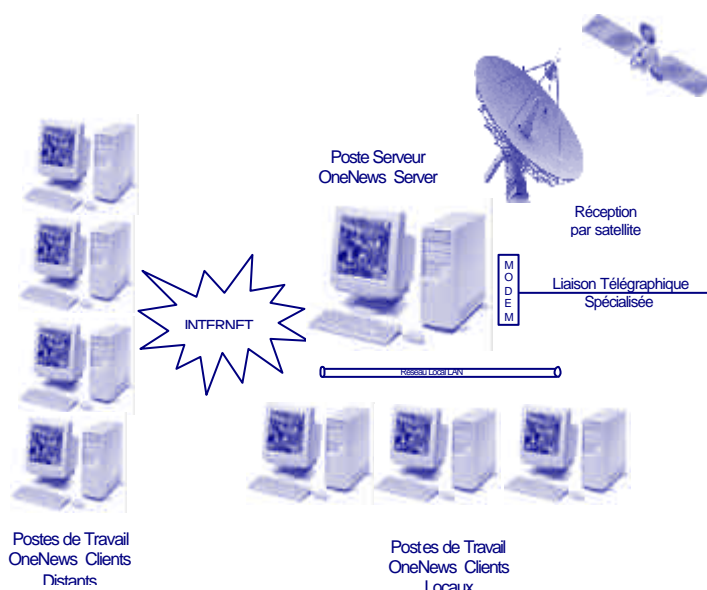 Poste Serveur
OneNews Server
Réception
par satellite
M
O
D
E
M
Liaison Télégraphique
Spécialisée
INTERNET
Réseau Local LAN
Postes de Travail
OneNews Clients
Distants
Postes de Travail
OneNews Clients
Locaux